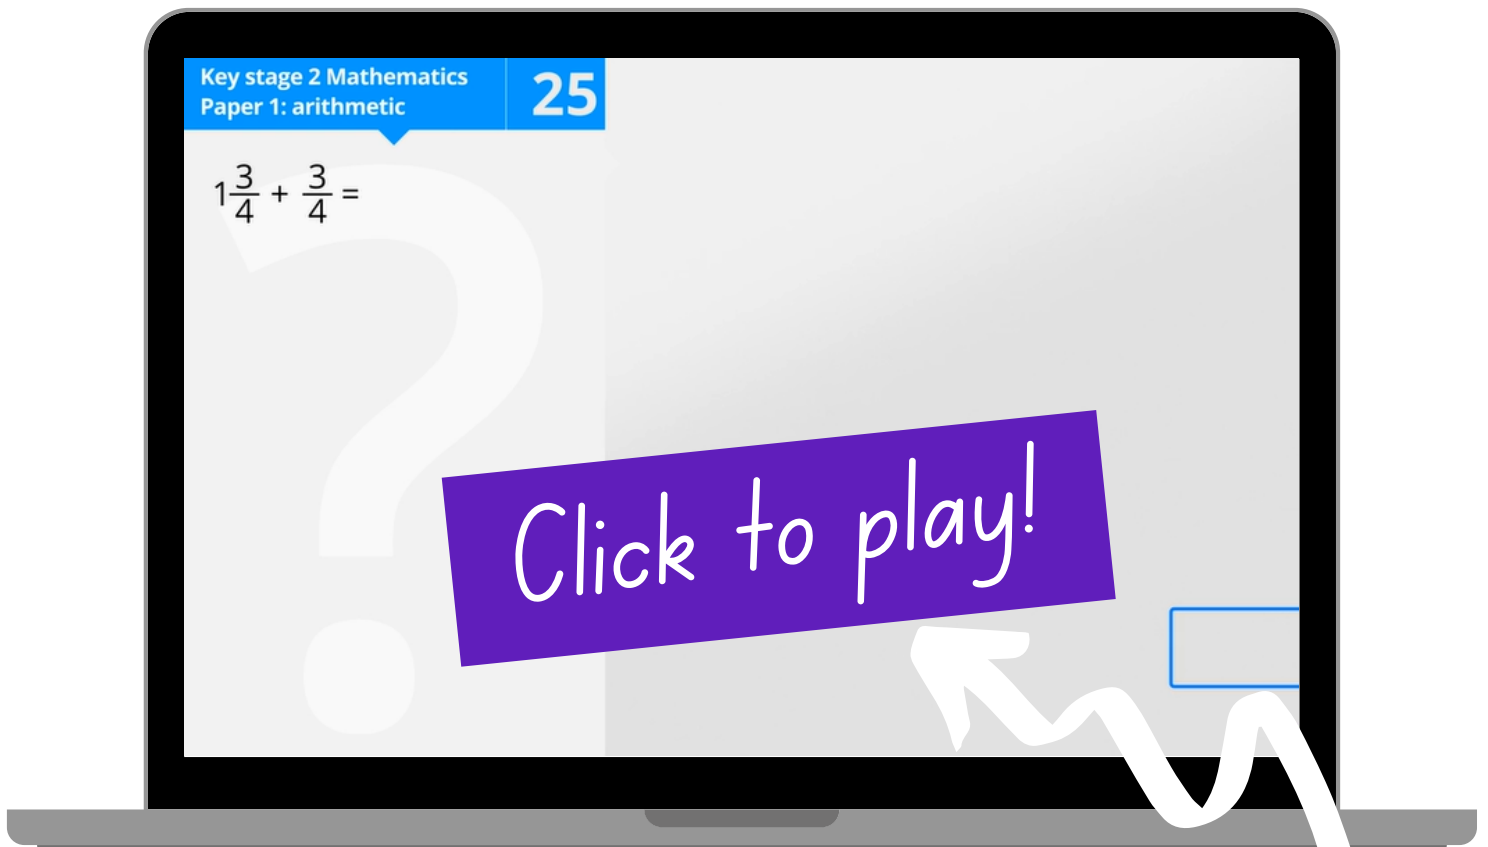 Key stage 2 Mathematics
Paper 1: arithmetic
25
1 3/4 + 3/4 =
?
Click to play!